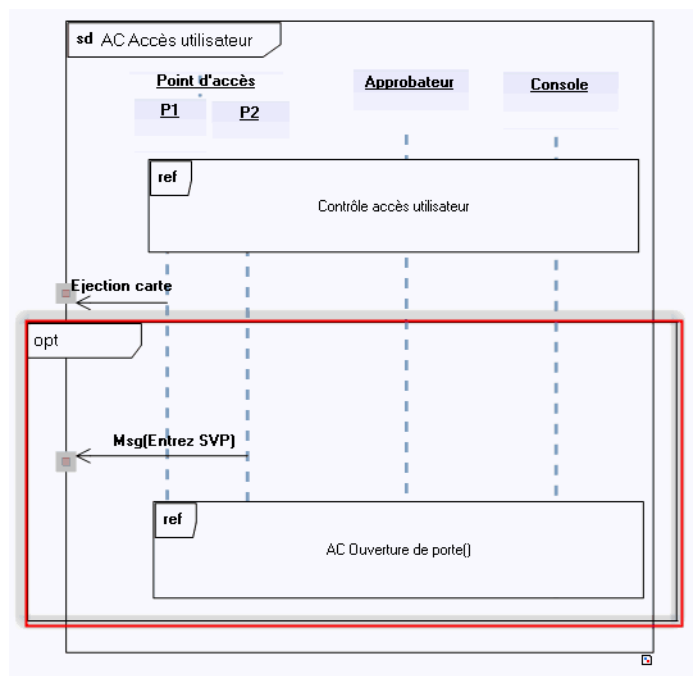 sd AC Accès utilisateur
Point d'accès
Approbateur
Console
P1
P2
ref
Contrôle accès utilisateur
Ejection carte
opt
Msg(Entrez SVP)
ref
AC Ouverture de porte()